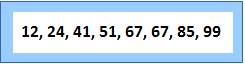 12, 24, 41, 51, 67, 67, 85, 99